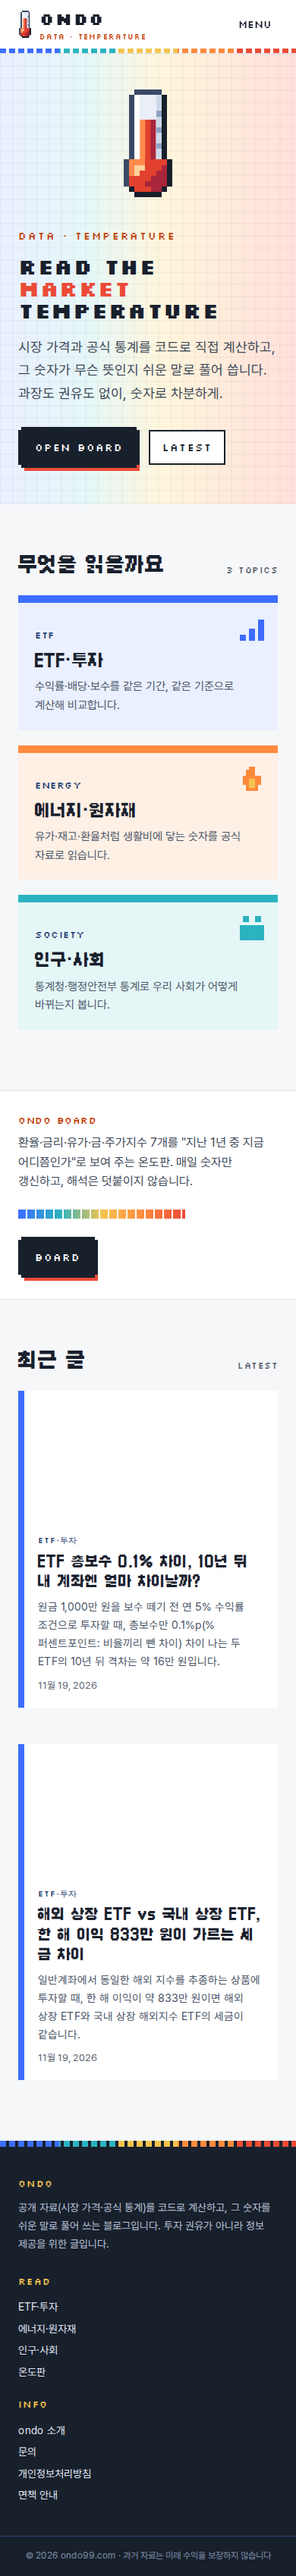 ONDO
DATA · TEMPERATURE
MENU
DATA · TEMPERATURE
READ THE
MARKET
TEMPERATURE
시장 가격과 공식 통계를 코드로 직접 계산하고,
그 숫자가 무슨 뜻인지 쉬운 말로 풀어 씁니다.
과장도 권유도 없이, 숫자로 차분하게.
OPEN BOARD
LATEST
무엇을 읽을까요
3 TOPICS
ETF
ETF·투자
수익률·배당·보수를 같은 기간, 같은 기준으로
계산해 비교합니다.
ENERGY
에너지·원자재
유가·재고·환율처럼 생활비에 닿는 숫자를 공식
자료로 읽습니다.
SOCIETY
인구·사회
통계청·행정안전부 통계로 우리 사회가 어떻게
바뀌는지 봅니다.
ONDO BOARD
환율·금리·유가·금·주가지수 7개를 "지난 1년 중 지금
어디쯤인가"로 보여 주는 온도판. 매일 숫자만
갱신하고, 해석은 덧붙이지 않습니다.
BOARD
최근 글
LATEST
ETF·투자
ETF 총보수 0.1% 차이, 10년 뒤
내 계좌엔 얼마 차이날까?
원금 1,000만 원을 보수 떼기 전 연 5% 수익률
조건으로 투자할 때, 총보수만 0.1%p(%
퍼센트포인트: 비율끼리 뺀 차이) 차이 나는 두
ETF의 10년 뒤 격차는 약 16만 원입니다.
11월 19, 2026
ETF·투자
해외 상장 ETF vs 국내 상장 ETF,
한 해 이익 833만 원이 가르는 세
금 차이
일반계좌에서 동일한 해외 지수를 추종하는 상품에
투자할 때, 한 해 이익이 약 833만 원이면 해외
상장 ETF와 국내 상장 해외지수 ETF의 세금이
같습니다.
11월 19, 2026
ONDO
공개 자료(시장 가격·공식 통계)를 코드로 계산하고, 그 숫자를
쉬운 말로 풀어 쓰는 블로그입니다. 투자 권유가 아니라 정보
제공을 위한 글입니다.
READ
ETF·투자
에너지·원자재
인구·사회
온도판
INFO
ondo 소개
문의
개인정보처리방침
면책 안내
© 2026 ondo99.com · 과거 자료는 미래 수익을 보장하지 않습니다